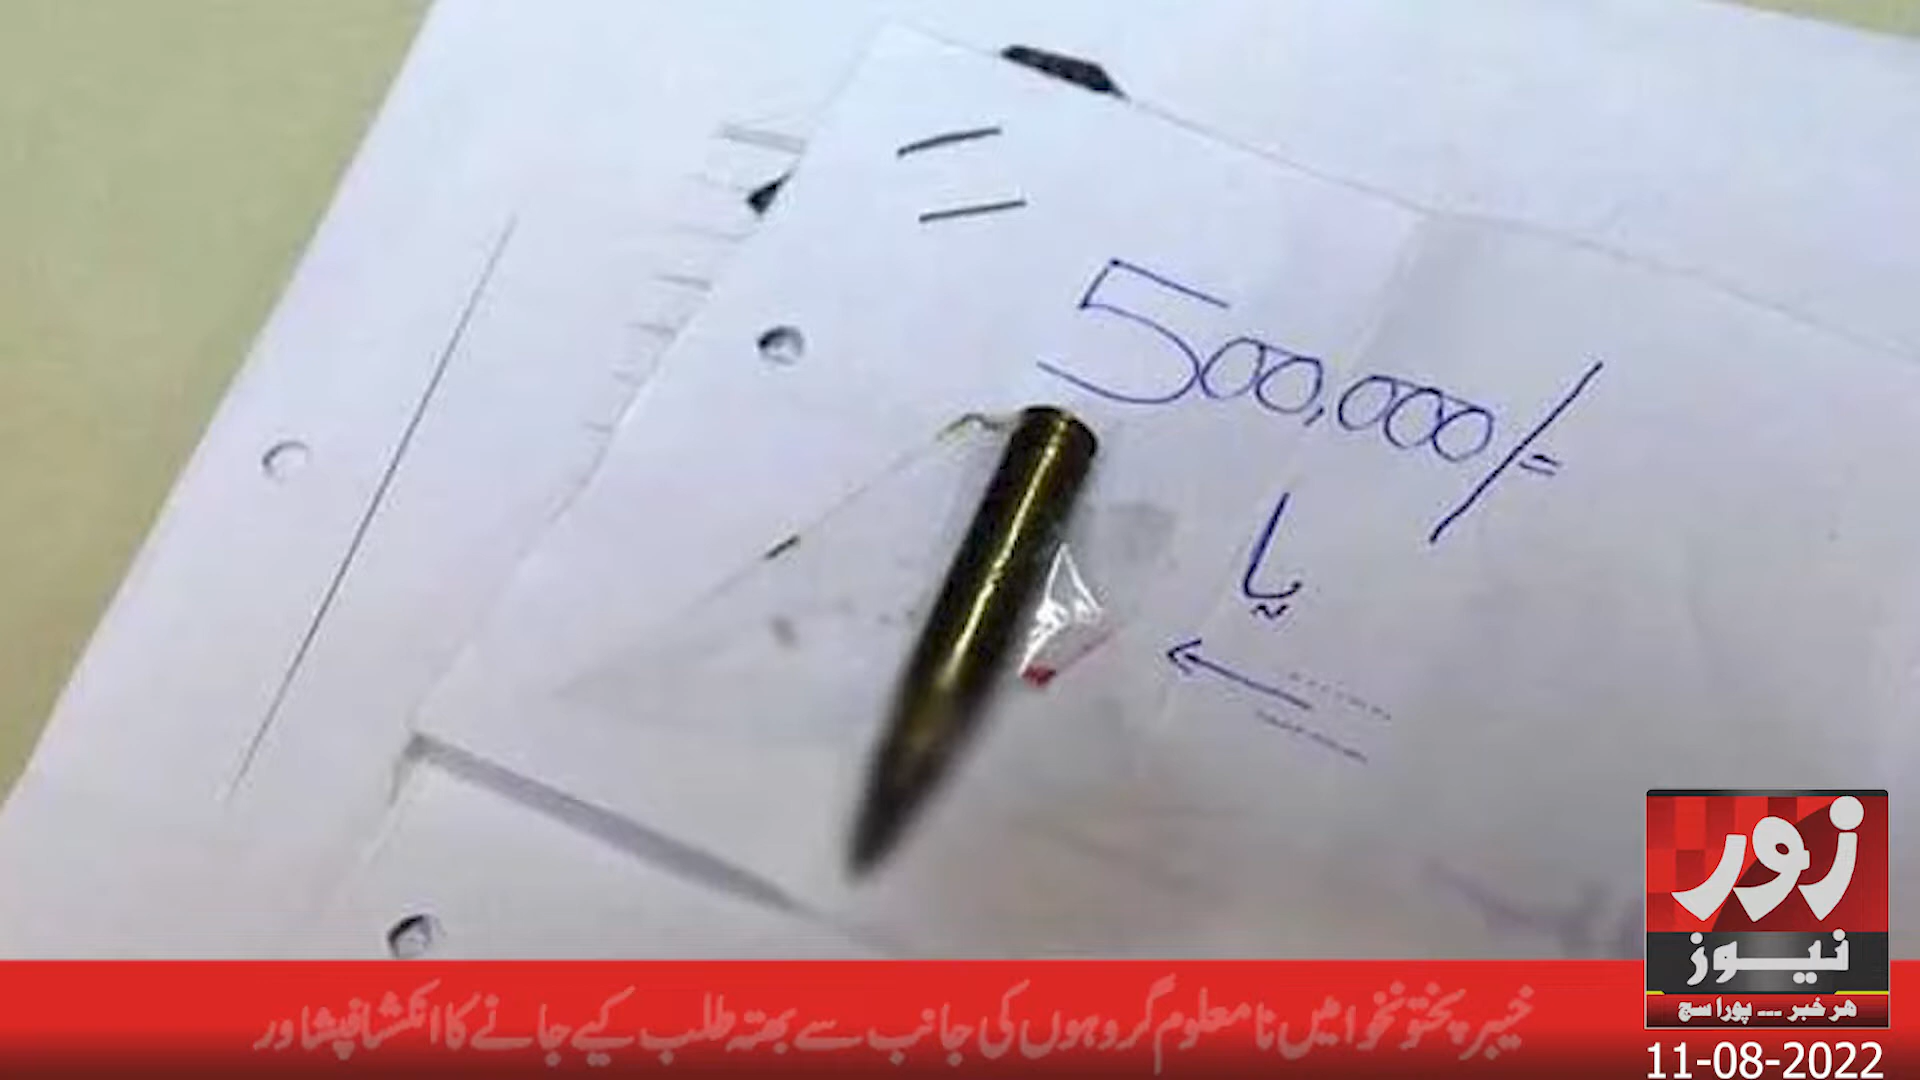 500,000/=
یا
زور
نیوز
ہر خبر ... پورا سچ
خیبرپختونخوا میں نامعلوم گروہوں کی جانب سے بھتہ طلب کیے جانے کا انکشاف پشاور
11-08-2022